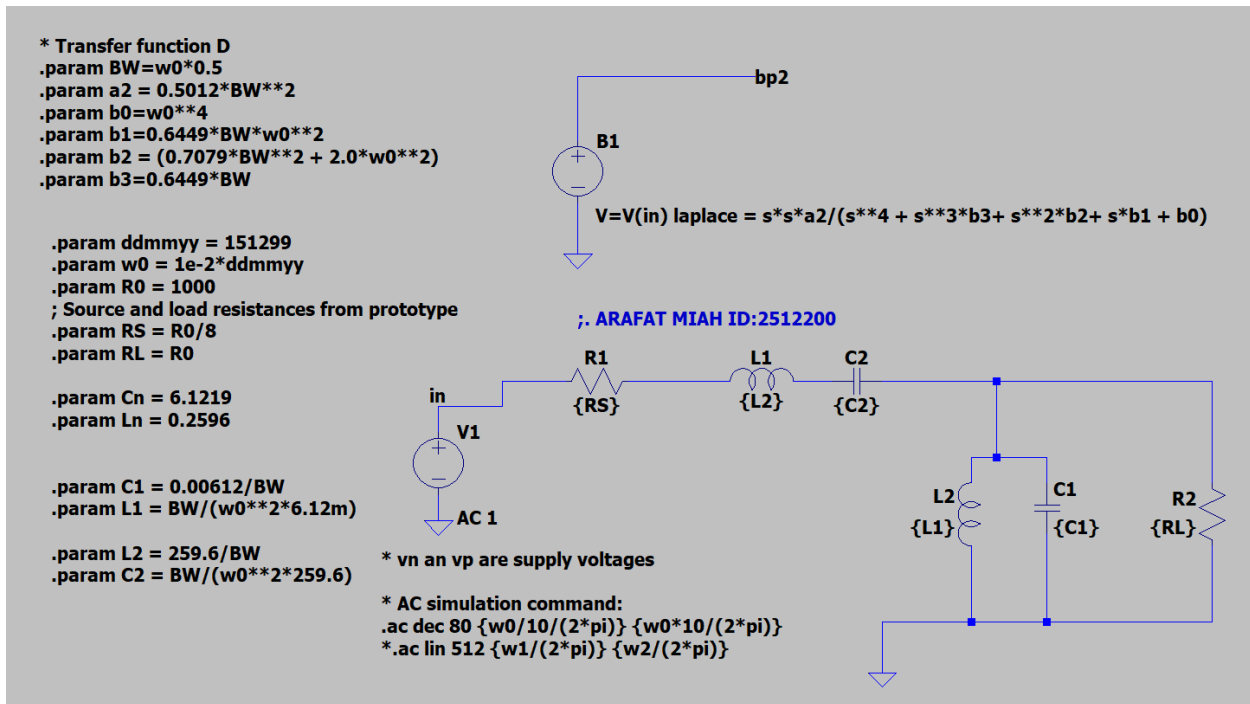 * Transfer function D
.param BW=w0*0.5
.param a2 = 0.5012*BW**2
.param b0=w0**4
.param b1=0.6449*BW*w0**2
.param b2 = (0.7079*BW**2 + 2.0*w0**2)
.param b3=0.6449*BW
bp2
B1
V=V(in) laplace = s*s*a2/(s**4 + s**3*b3+ s**2*b2+ s*b1 + b0)
.param ddmmyy = 151299
.param w0 = 1e-2*ddmmyy
.param R0 = 1000
; Source and load resistances from prototype
.param RS = R0/8
.param RL = R0
.param Cn = 6.1219
.param Ln = 0.2596
.param C1 = 0.00612/BW
.param L1 = BW/(w0**2*6.12m)
.param L2 = 259.6/BW
.param C2 = BW/(w0**2*259.6)
;. ARAFAT MIAH ID:2512200
R1
{RS}
L1
{L2}
C2
{C2}
in
V1
AC 1
L2
{L1}
C1
{C1}
R2
{RL}
* vn an vp are supply voltages
* AC simulation command:
.ac dec 80 {w0/10/(2*pi)} {w0*10/(2*pi)}
*.ac lin 512 {w1/(2*pi)} {w2/(2*pi)}